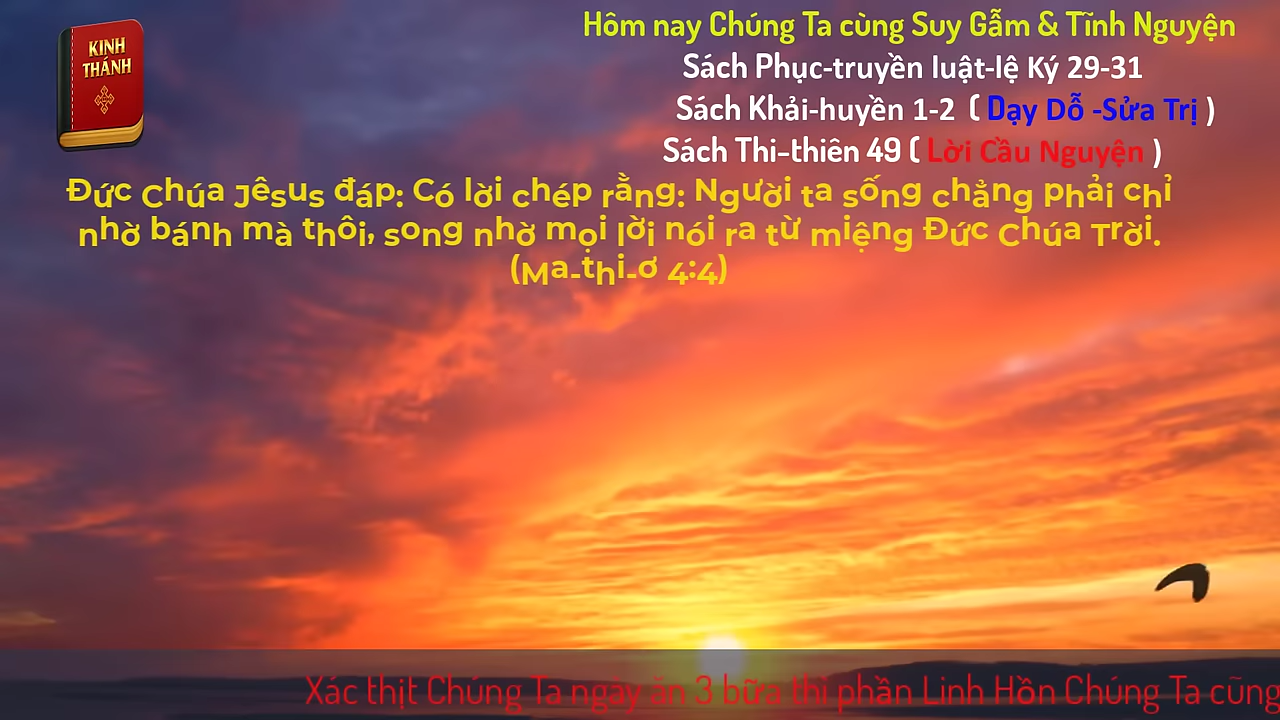 KINH
THÁNH
Hôm nay Chúng Ta cùng Suy Gẫm & Tĩnh Nguyện
Sách Phục-truyền luật-lệ Ký 29-31
Sách Khải-huyền 1-2 ( Dạy Dỗ -Sửa Trị )
Sách Thi-thiên 49 ( Lời Cầu Nguyện )
Đức Chúa Jêsus đáp: Có lời chép rằng: Người ta sống chẳng phải chỉ
nhờ bánh mà thôi, song nhờ mọi lời nói ra từ miệng Đức Chúa Trời.
(Ma-thi-ơ 4:4)
Xác thịt Chúng Ta ngày ăn 3 bữa thì phần Linh Hồn Chúng Ta cũng